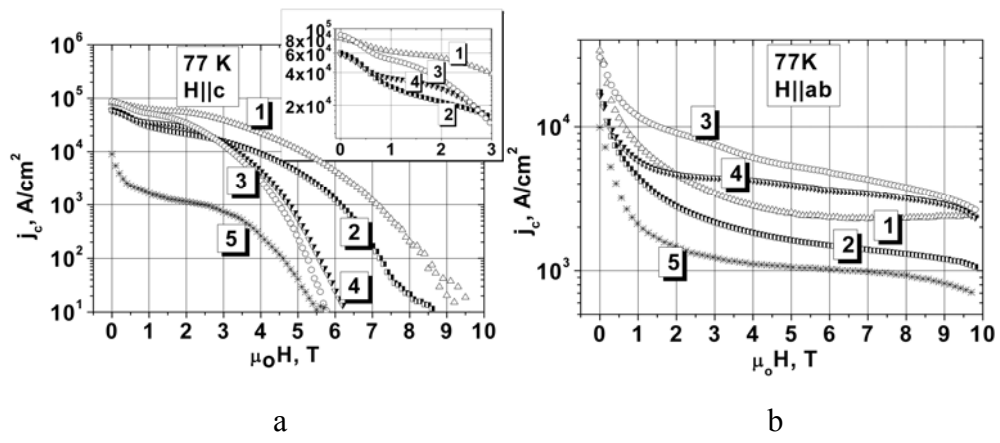 77 K
H||c
j_c, A/cm^2
10^6
10^5
10^4
10^3
10^2
10^1
0 1 2 3 4 5 6 7 8 9 10
μ_OH, T
1
2
3
4
5
10^5
8x10^4
6x10^4
4x10^4
2x10^4
0 1 2 3
1
3
4
2
a
77K
H||ab
j_c, A/cm^2
10^4
10^3
0 1 2 3 4 5 6 7 8 9 10
μ_oH, T
3
4
1
2
5
b